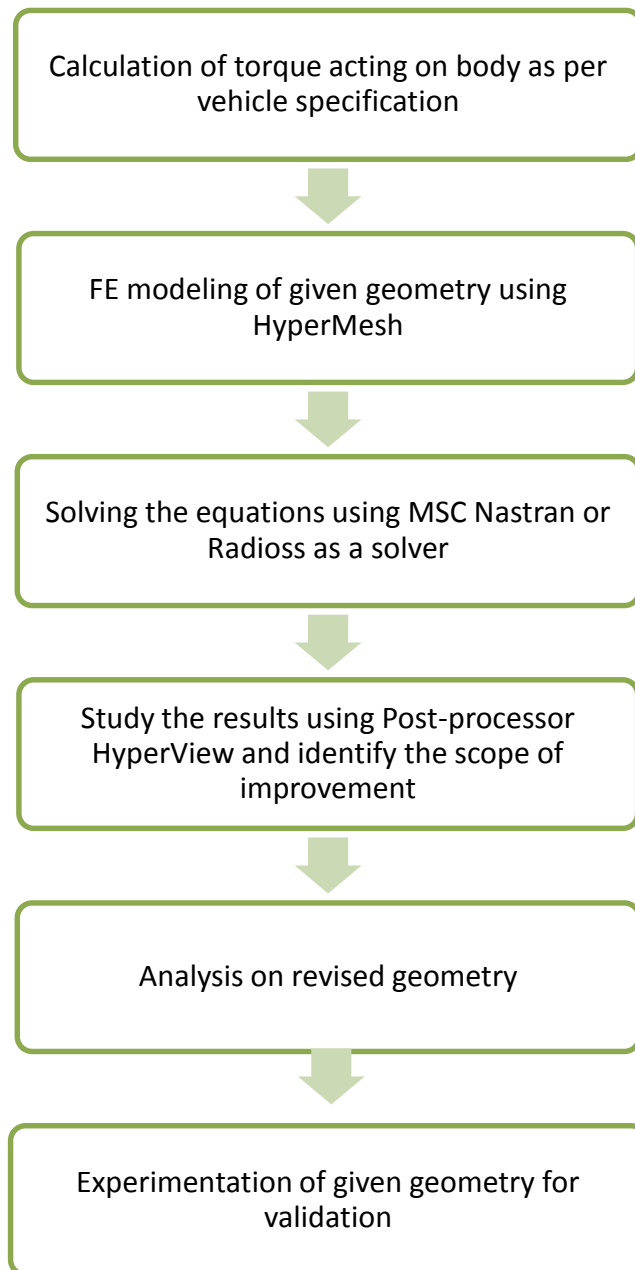 Calculation of torque acting on body as per
vehicle specification
FE modeling of given geometry using
HyperMesh
Solving the equations using MSC Nastran or
Radioss as a solver
Study the results using Post-processor
HyperView and identify the scope of
improvement
Analysis on revised geometry
Experimentation of given geometry for
validation